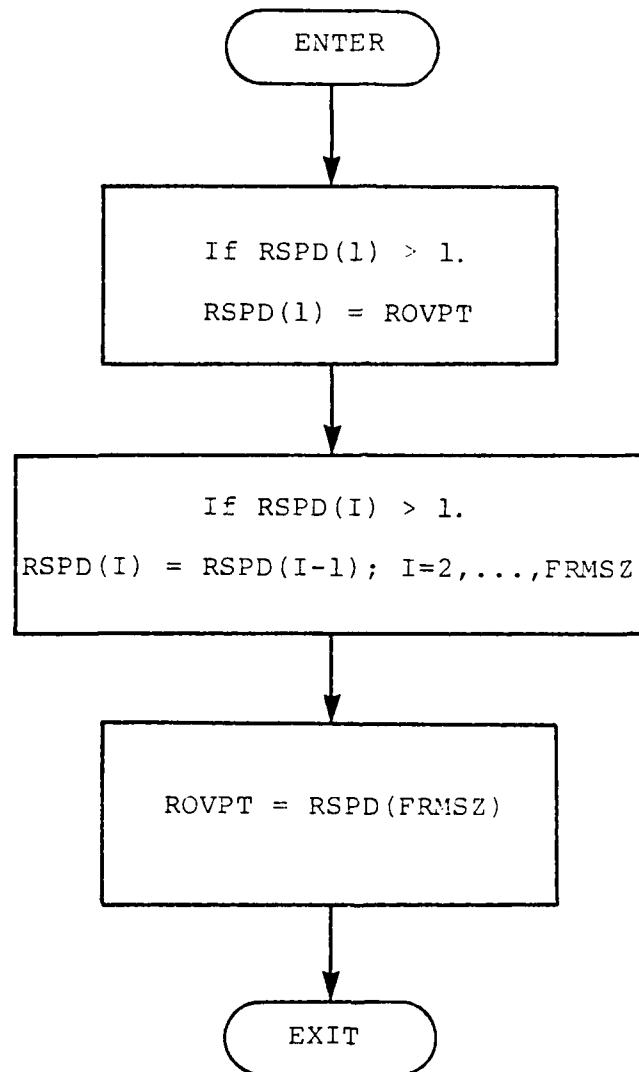 ENTER
If RSPD(1) > 1.
RSPD(1) = ROVPT
If RSPD(I) > 1.
RSPD(I) = RSPD(I-1); I=2,...,FRMSZ
ROVPT = RSPD(FRMSZ)
EXIT